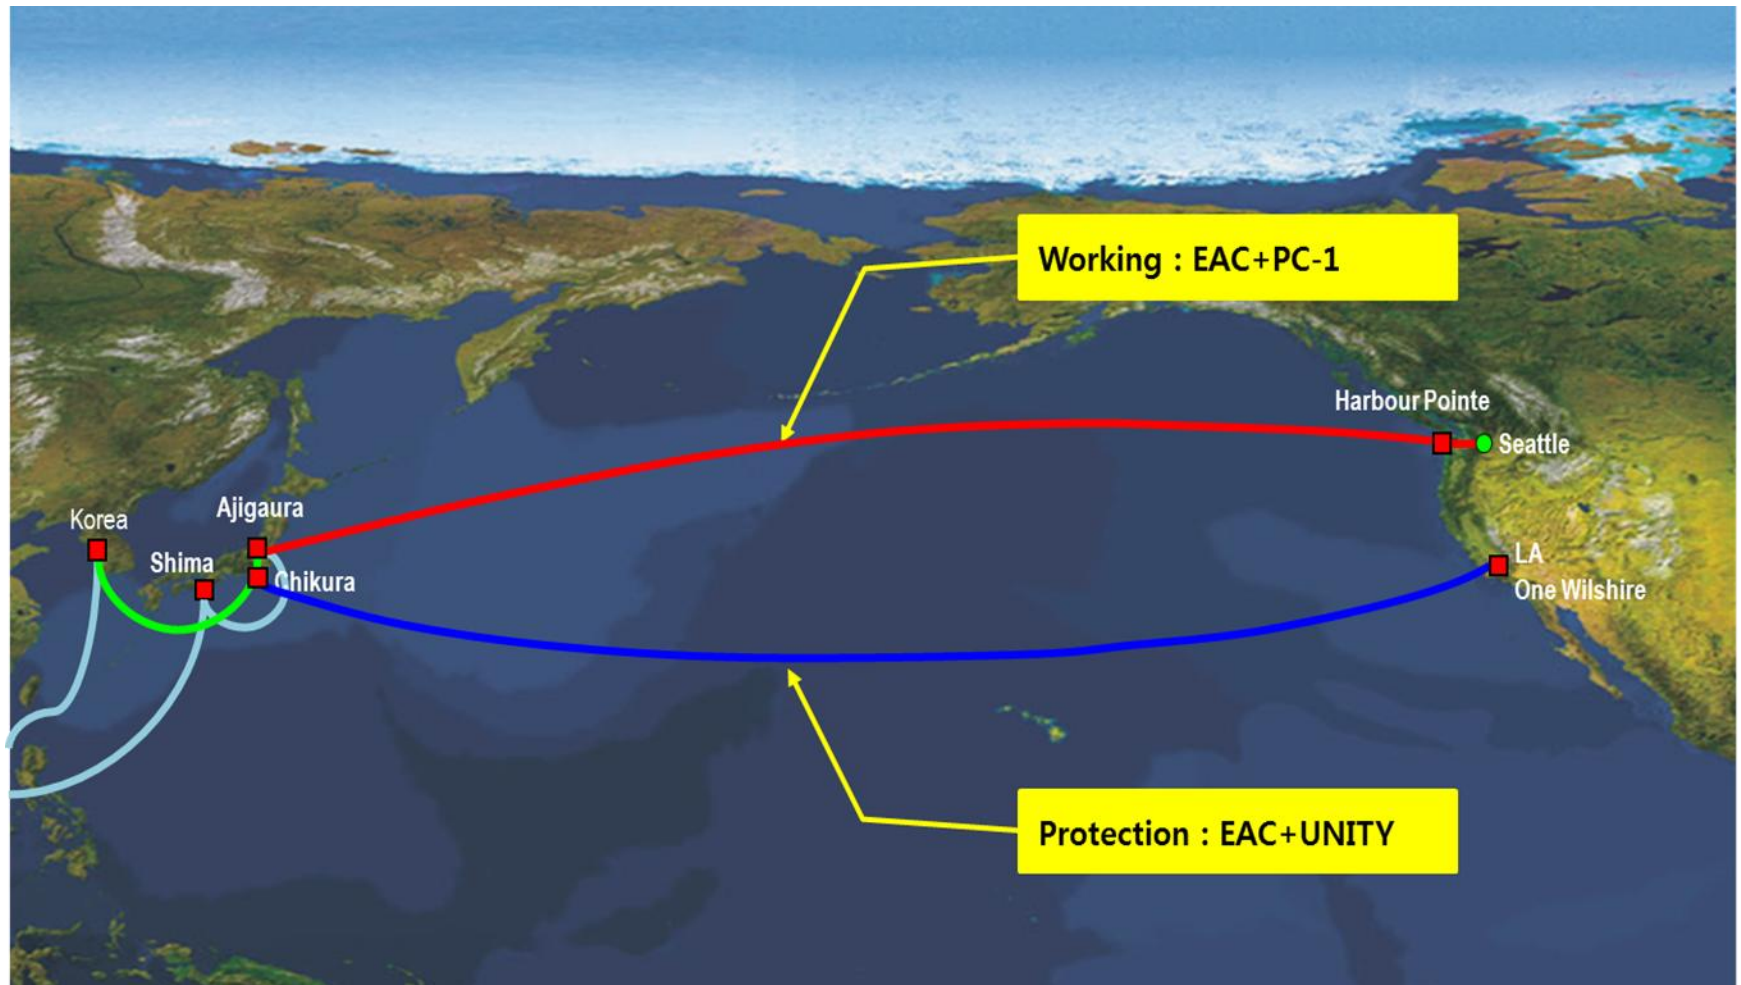 Working : EAC+PC-1
Harbour Pointe
Seattle
Ajigaura
Korea
Shima
Chikura
LA
One Wilshire
Protection : EAC+UNITY